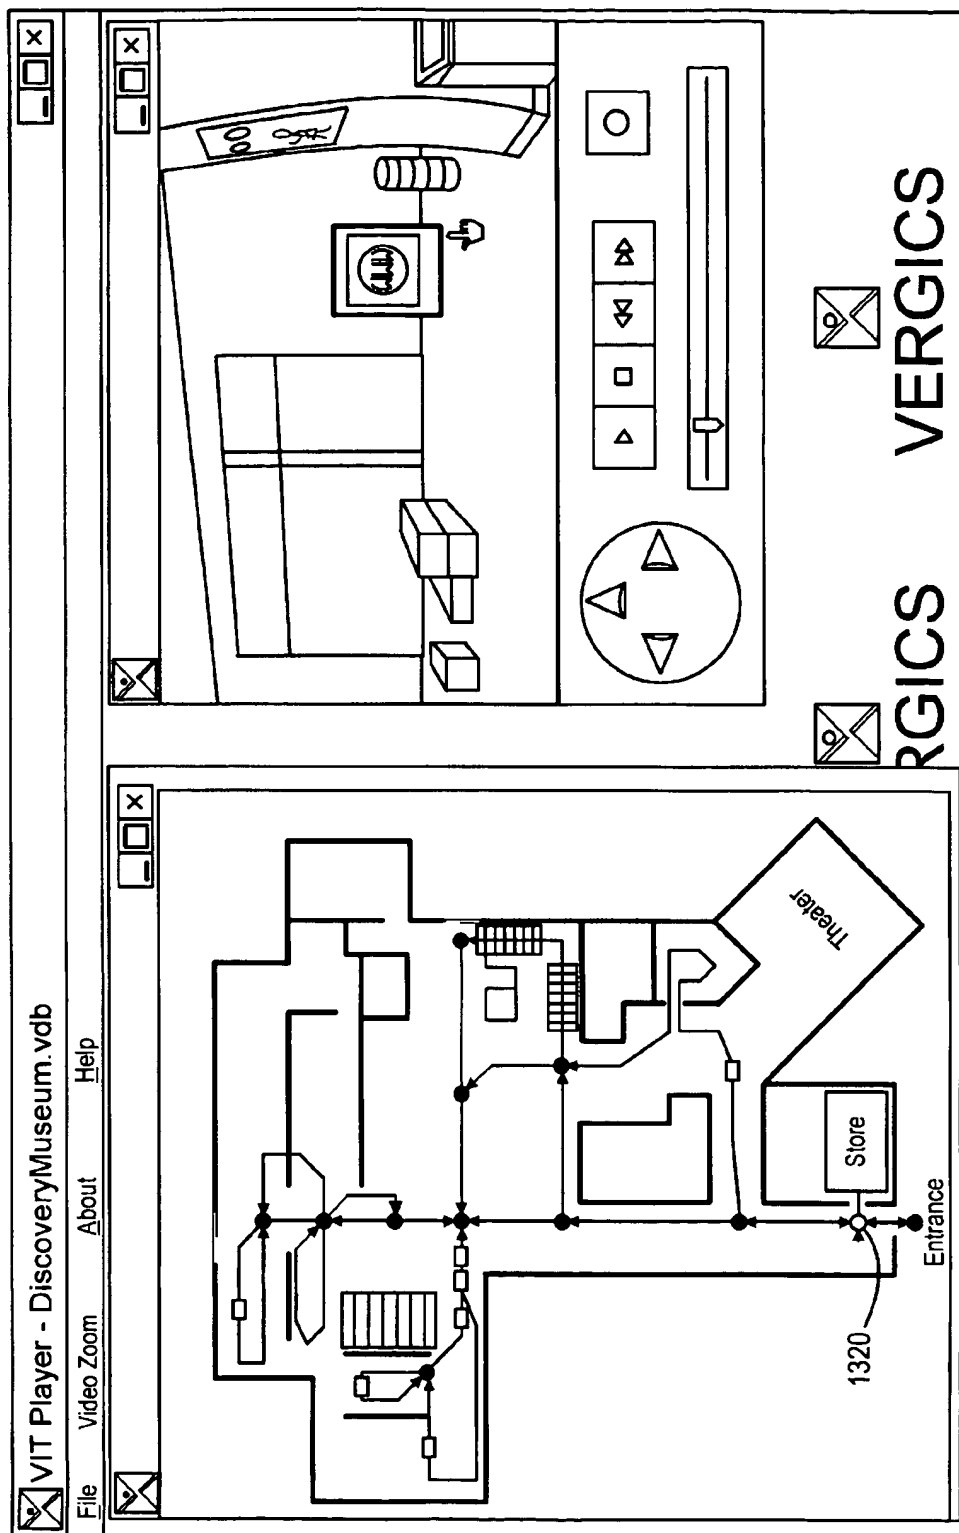 VIT Player - DiscoveryMuseum.vdb
File Video Zoom About Help
Theater
Store
Entrance
1320
RGICS VERGICS